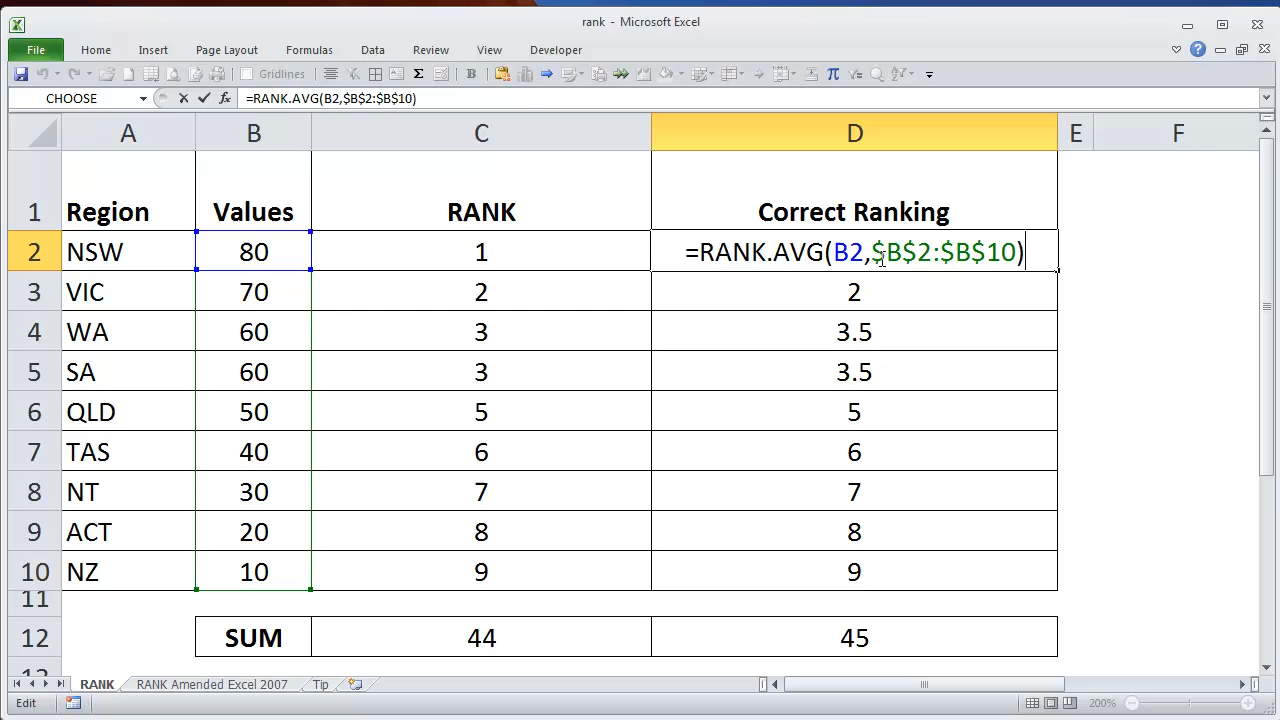 rank - Microsoft Excel
File Home Insert Page Layout Formulas Data Review View Developer
Gridlines
CHOOSE =RANK.AVG(B2,$B$2:$B$10)
A B C D E F
1 Region Values RANK Correct Ranking
2 NSW 80 1 =RANK.AVG(B2,$B$2:$B$10)
3 VIC 70 2 2
4 WA 60 3 3.5
5 SA 60 3 3.5
6 QLD 50 5 5
7 TAS 40 6 6
8 NT 30 7 7
9 ACT 20 8 8
10 NZ 10 9 9
11
12 SUM 44 45
13
RANK RANK Amended Excel 2007 Tip
Edit 200%